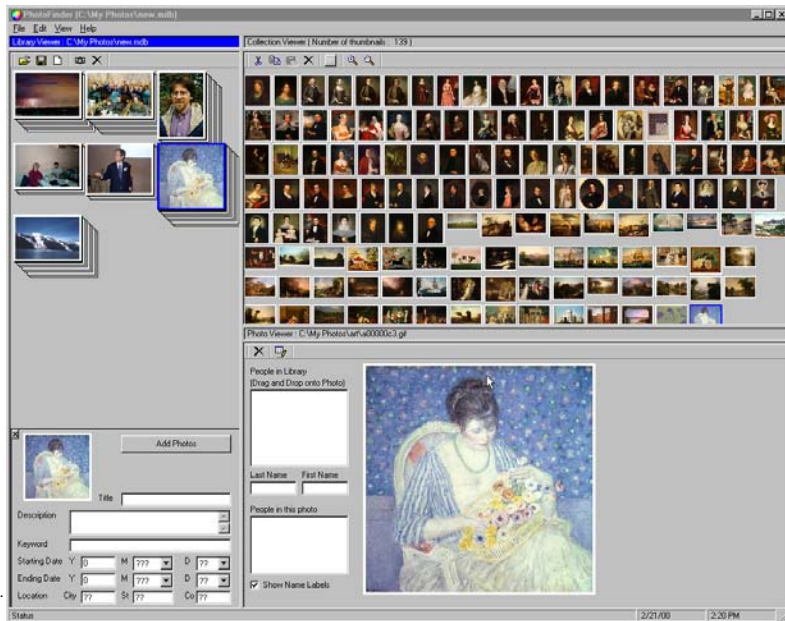 PhotoFinder [C:\My Photos\new.mdb]
File Edit View Help
Library Viewer : C:\My Photos\new.mdb
Collection Viewer ( Number of thumbnails : 139 )
Photo Viewer : C:\My Photos\art\a00000c3.gif
People in Library
(Drag and Drop onto Photo)
Last Name First Name
People in this photo
Show Name Labels
Add Photos
Title
Description
Keyword
Starting Date Y 0 M ??? D ??
Ending Date Y 0 M ??? D ??
Location City ?? St ?? Co ??
Status 2/21/00 2:20 PM